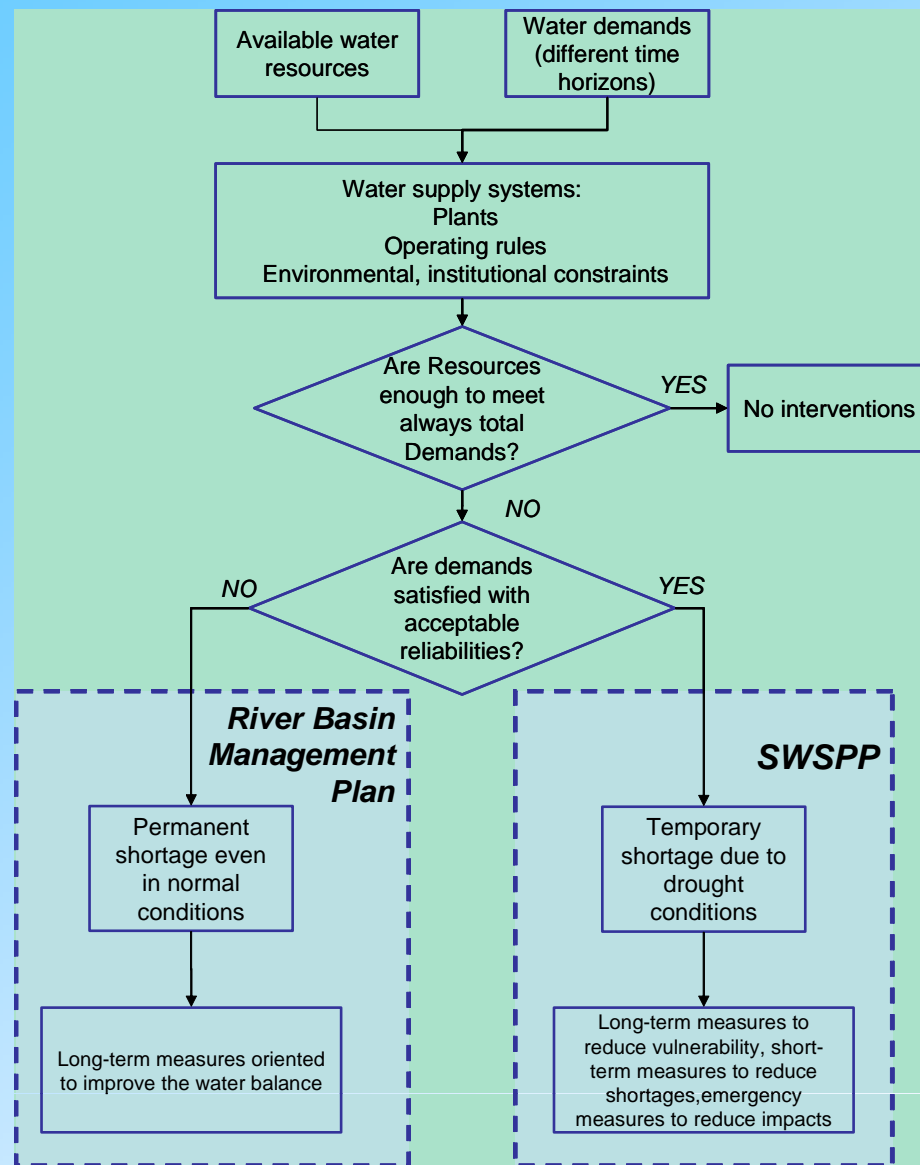 Available water
resources
Water demands
(different time
horizons)
Water supply systems:
Plants
Operating rules
Environmental, institutional constraints
Are Resources
enough to meet
always total
Demands?
YES
No interventions
NO
Are demands
satisfied with
acceptable
reliabilities?
NO
YES
River Basin
Management
Plan
Permanent
shortage even
in normal
conditions
Long-term measures oriented
to improve the water balance
SWSPP
Temporary
shortage due to
drought
conditions
Long-term measures to
reduce vulnerability, short-
term measures to reduce
shortages,emergency
measures to reduce impacts